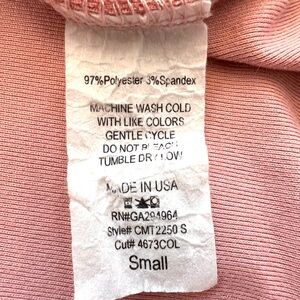 97%Polyester 3%Spandex
MACHINE WASH COLD
WITH LIKE COLORS
GENTLE CYCLE
DO NOT BLEACH
TUMBLE DRY LOW
MADE IN USA
RN#GA294964
Style# CMT2250 S
Cut# 4673COL
Small